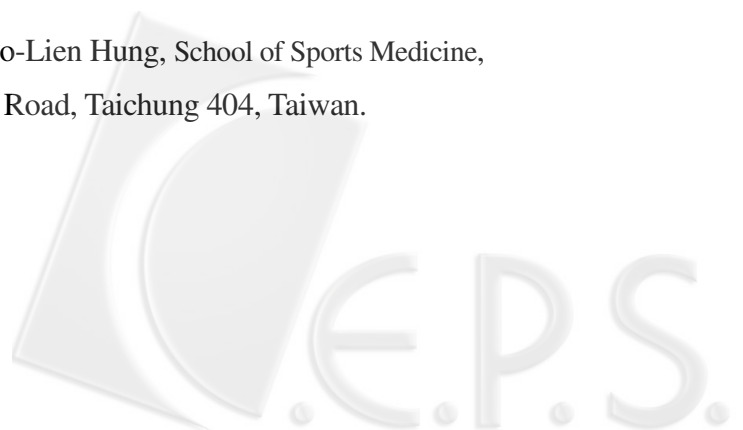 o-Lien Hung, School of Sports Medicine,
Road, Taichung 404, Taiwan.
C.E.P.S.